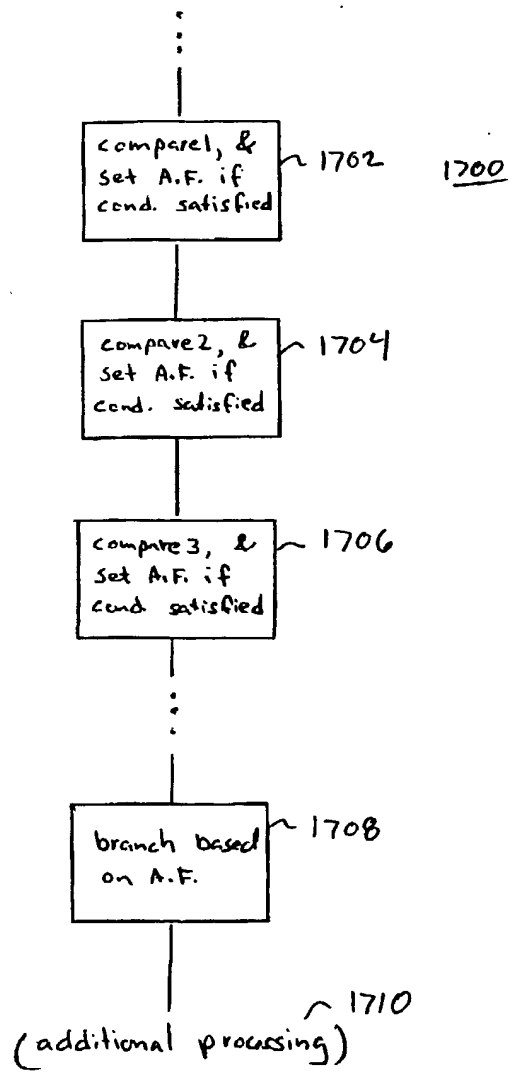 compare1, &
set A.F. if
cond. satisfied
1702
1700
compare2, &
set A.F. if
cond. satisfied
1704
compare3, &
set A.F. if
cond. satisfied
1706
branch based
on A.F.
1708
1710
(additional processing)